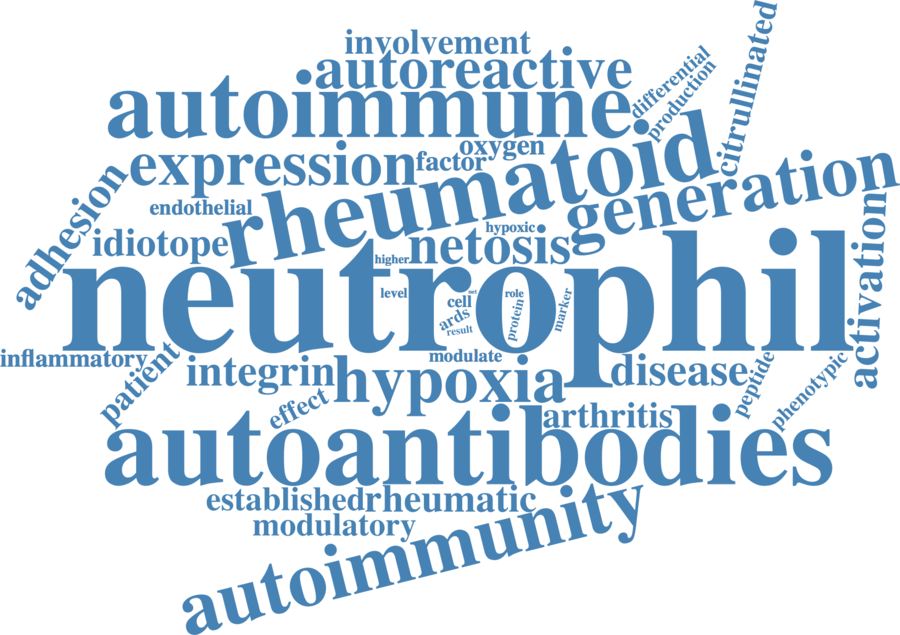 involvement
autoreactive
differential
production
citrullinated
autoimmune
oxygen
expression
factor
rheumatoid
generation
adhesion
endothelial
idiotope
hypoxic
netosis
higher
activation
neutrophil
level
net
cell
role
ards
protein
marker
result
inflammatory
patient
modulate
integrin
hypoxia
disease
peptide
phenotypic
effect
arthritis
autoantibodies
established
rheumatic
modulatory
autoimmunity